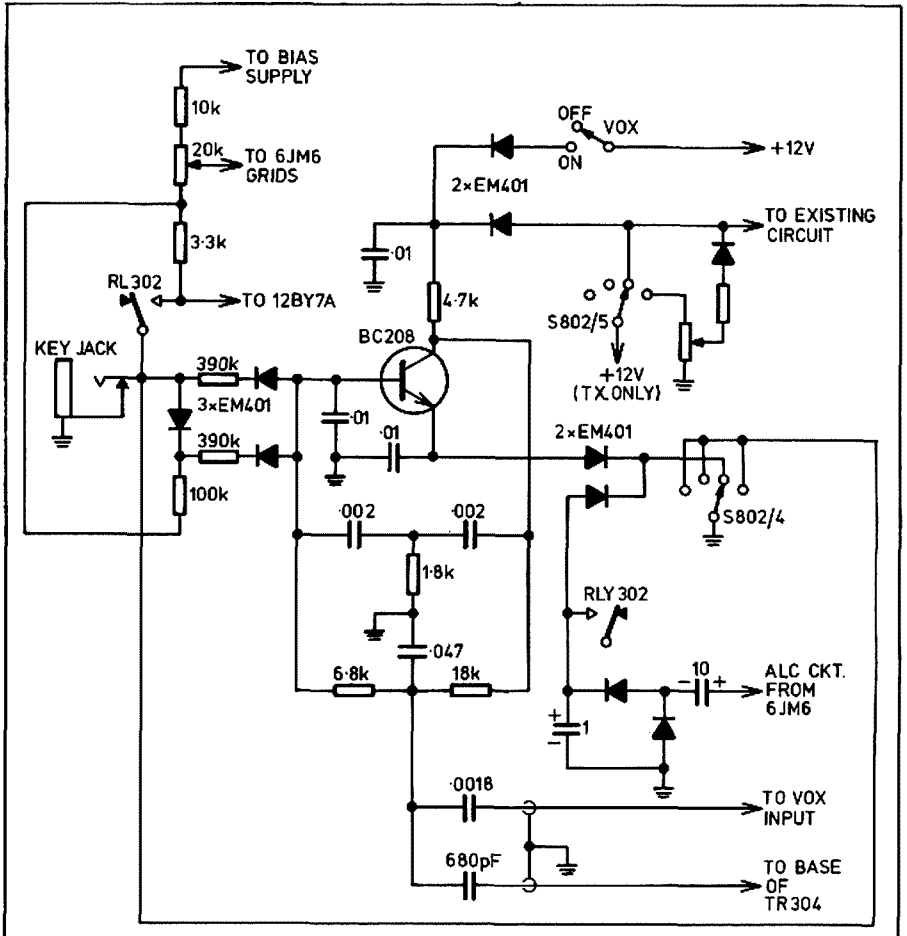 TO BIAS
SUPPLY
10k
20k
TO 6JM6
GRIDS
3·3k
RL302
TO 12BY7A
KEY JACK
390k
3×EM401
390k
100k
OFF
VOX
ON
+12V
2×EM401
TO EXISTING
CIRCUIT
·01
4·7k
BC208
S802/5
+12V
(TX.ONLY)
·01
·01
2×EM401
S802/4
·002
·002
1·8k
RLY302
·047
6·8k
18k
10
- +
ALC CKT.
FROM
6JM6
+
1
-
·0018
TO VOX
INPUT
680pF
TO BASE
OF
TR304